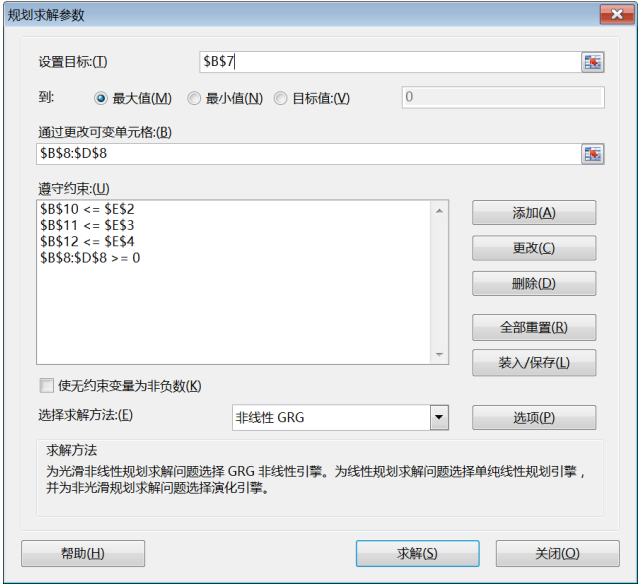 规划求解参数
设置目标:(T)
$B$7
到:
最大值(M)
最小值(N)
目标值:(V)
0
通过更改可变单元格:(B)
$B$8:$D$8
遵守约束:(U)
$B$10 <= $E$2
$B$11 <= $E$3
$B$12 <= $E$4
$B$8:$D$8 >= 0
添加(A)
更改(C)
删除(D)
全部重置(R)
装入/保存(L)
使无约束变量为非负数(K)
选择求解方法:(E)
非线性 GRG
选项(P)
求解方法
为光滑非线性规划求解问题选择 GRG 非线性引擎。为线性规划求解问题选择单纯线性规划引擎，
并为非光滑规划求解问题选择演化引擎。
帮助(H)
求解(S)
关闭(O)